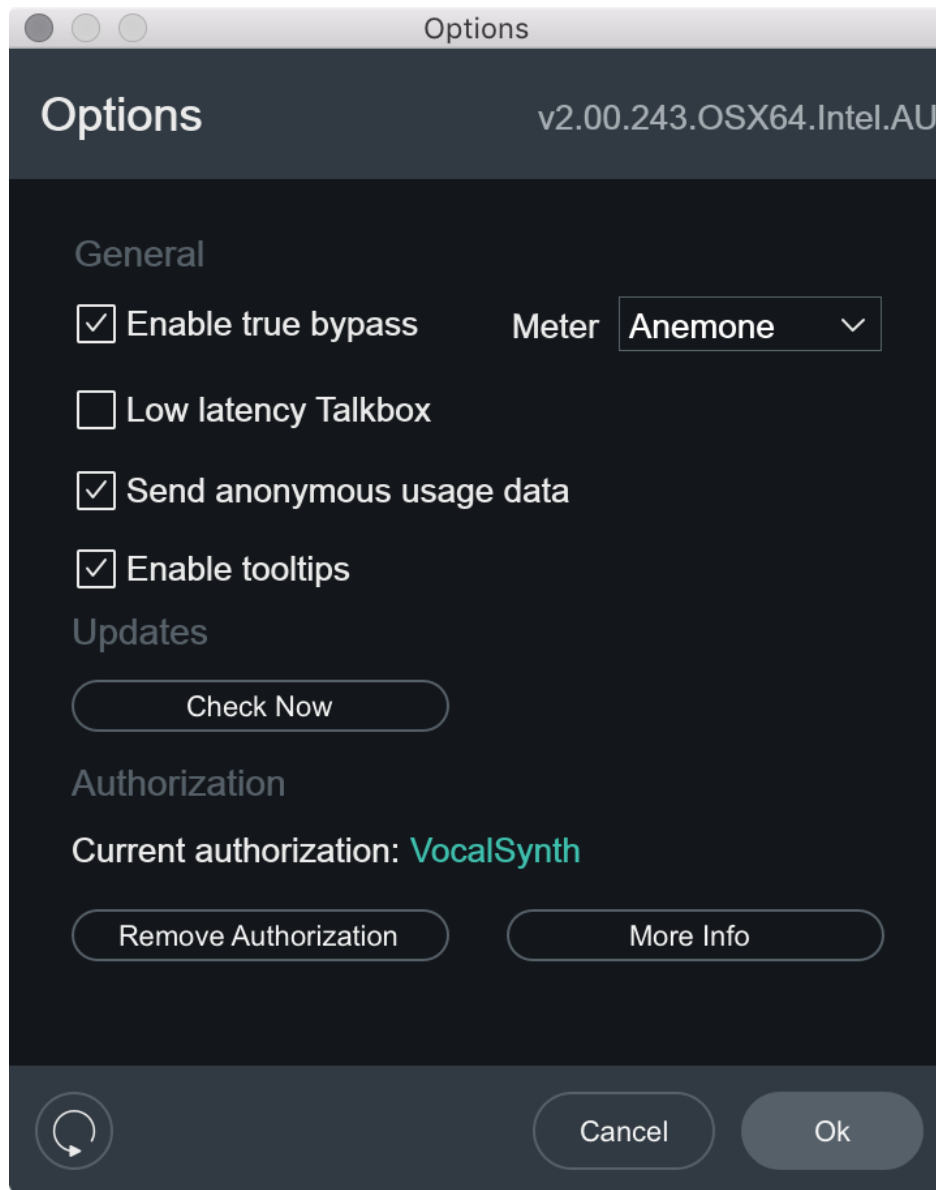 Options
Options v2.00.243.OSX64.Intel.AU
General
Enable true bypass Meter Anemone
Low latency Talkbox
Send anonymous usage data
Enable tooltips
Updates
Check Now
Authorization
Current authorization: VocalSynth
Remove Authorization More Info
Cancel Ok